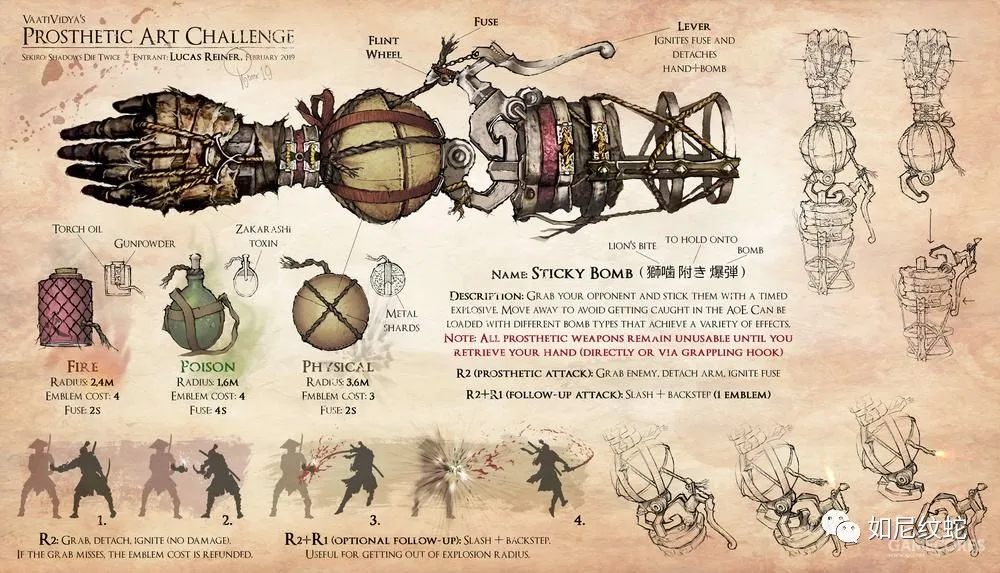 VaatiVidya's
Prosthetic Art Challenge
Sekiro: Shadows Die Twice Entrant: Lucas Reiner, February 2019
Fuse
Flint
Wheel
Lever
Ignites fuse and
detaches
hand+bomb
Torch oil
Gunpowder
Zakarashi
toxin
Metal
shards
Fire
Radius: 2,4m
Emblem cost: 4
Fuse: 2s
Poison
Radius: 1,6m
Emblem cost: 4
Fuse: 4s
Physical
Radius: 3,6m
Emblem cost: 3
Fuse: 2s
lion's bite to hold onto bomb
Name: Sticky Bomb (獅噛 附き 爆弾)
Description: Grab your opponent and stick them with a timed
explosive. Move away to avoid getting caught in the AoE. Can be
loaded with different bomb types that achieve a variety of effects.
Note: All prosthetic weapons remain unusable until you
retrieve your hand (directly or via grappling hook)
R2 (prosthetic attack): Grab enemy, detach arm, ignite fuse
R2+R1 (follow-up attack): Slash + backstep (1 emblem)
1.
2.
3.
4.
R2: Grab, detach, ignite (no damage).
If the grab misses, the emblem cost is refunded.
R2+R1 (optional follow-up): Slash + backstep.
Useful for getting out of explosion radius.
如尼纹蛇
GAMECORES